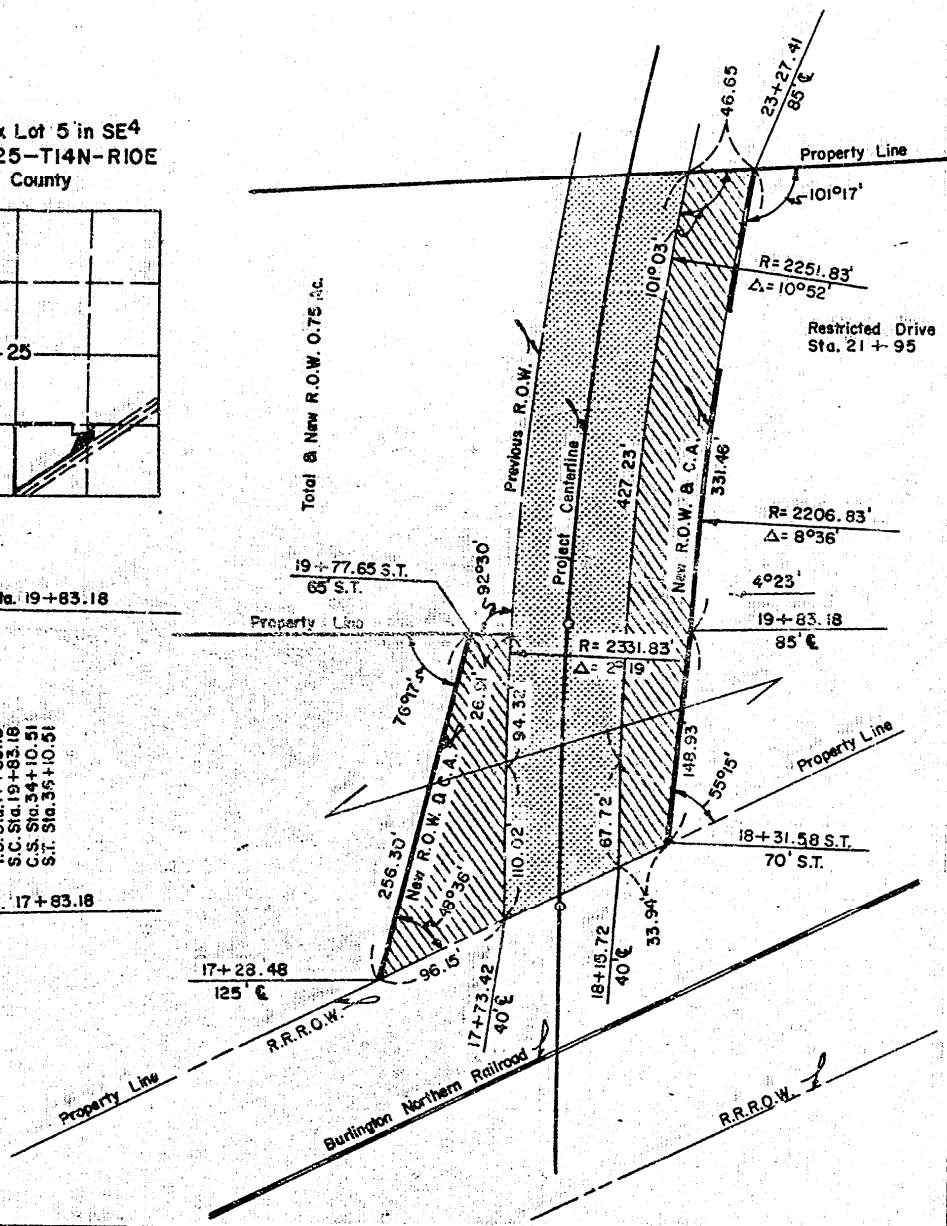 x Lot 5 in SE4
25-T14N-R10E
County
25
Sta. 19+83.18
S.C. Sta. 19+83.18
C.S. Sta. 34+10.51
S.T. Sta. 36+10.51
17+83.18
Total & New R.O.W. 0.75 Ac.
46.65
23+27.41
85' ℄
Property Line
101°17'
101°03'
R=2251.83'
△=10°52'
Restricted Drive
Sta. 21+95
Previous R.O.W.
Project Centerline
427.23'
New R.O.W. & C.A.
331.46'
R=2206.83'
△=8°36'
4°23'
19+83.18
85' ℄
19+77.65 S.T.
65' S.T.
92°30'
Property Line
R=2331.83'
△=2°19
76°17'
26.91'
94.32'
148.93'
55°15'
Property Line
256.30'
New R.O.W. & C.A.
48°36'
110.02
67.72'
18+31.58 S.T.
70' S.T.
33.94'
96.15'
17+28.48
125' ℄
17+73.42
40' ℄
18+15.72
40' ℄
R.R.R.O.W.
Property Line
Burlington Northern Railroad
R.R.R.O.W.